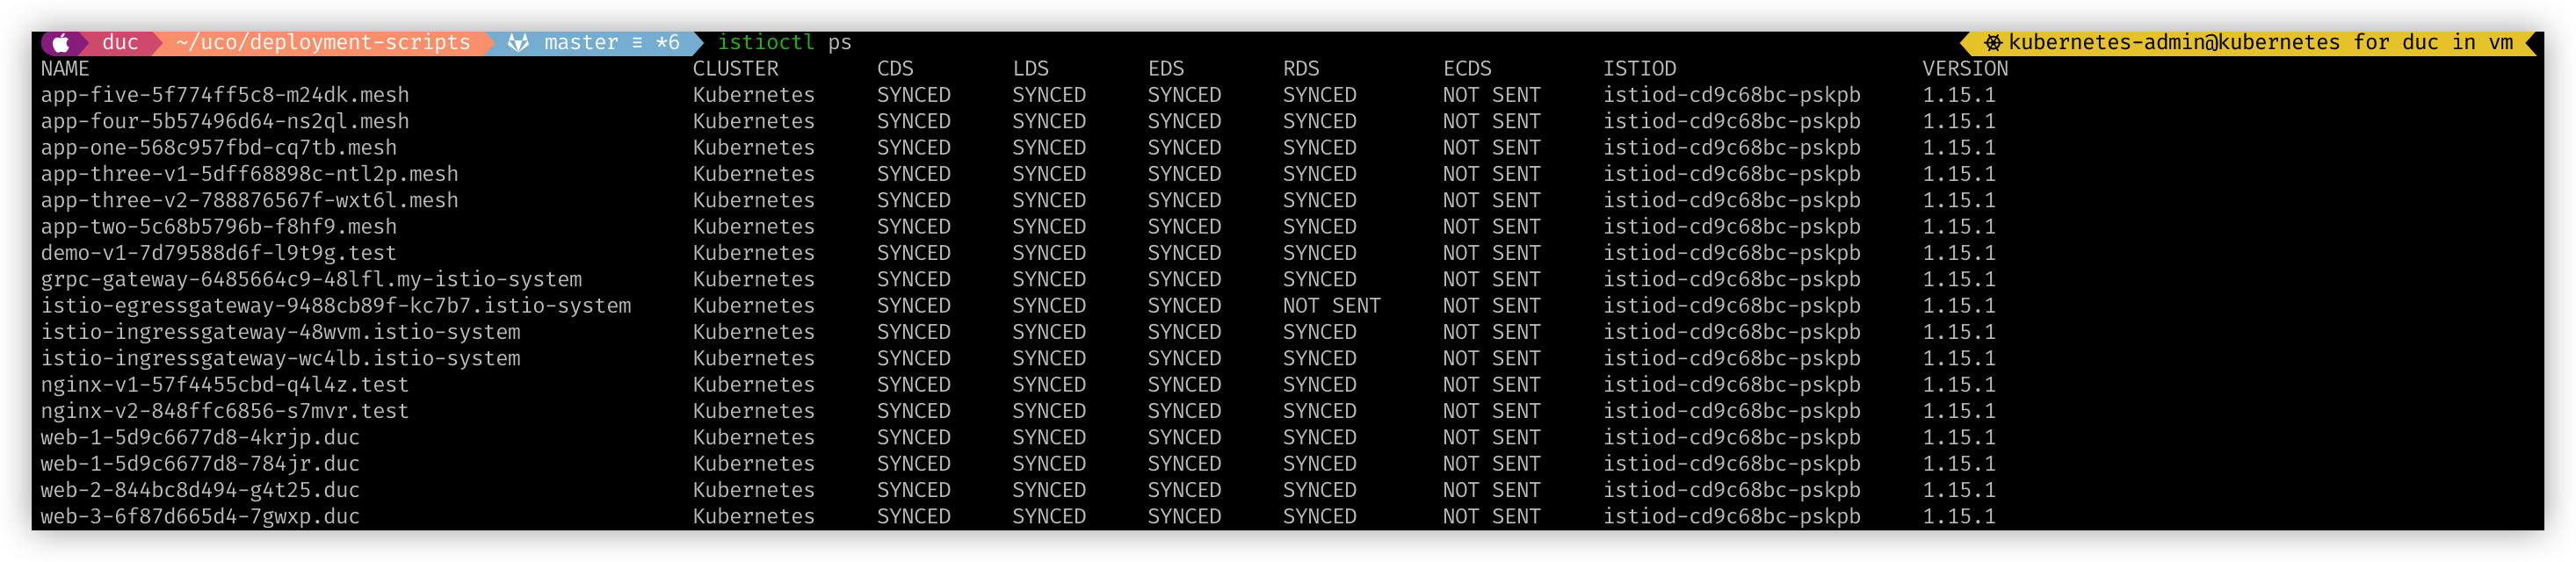 duc ~/uco/deployment-scripts master ≡ *6 istioctl ps kubernetes-admin@kubernetes for duc in vm
NAME CLUSTER CDS LDS EDS RDS ECDS ISTIOD VERSION
app-five-5f774ff5c8-m24dk.mesh Kubernetes SYNCED SYNCED SYNCED SYNCED NOT SENT istiod-cd9c68bc-pskpb 1.15.1
app-four-5b57496d64-ns2ql.mesh Kubernetes SYNCED SYNCED SYNCED SYNCED NOT SENT istiod-cd9c68bc-pskpb 1.15.1
app-one-568c957fbd-cq7tb.mesh Kubernetes SYNCED SYNCED SYNCED SYNCED NOT SENT istiod-cd9c68bc-pskpb 1.15.1
app-three-v1-5dff68898c-ntl2p.mesh Kubernetes SYNCED SYNCED SYNCED SYNCED NOT SENT istiod-cd9c68bc-pskpb 1.15.1
app-three-v2-788876567f-wxt6l.mesh Kubernetes SYNCED SYNCED SYNCED SYNCED NOT SENT istiod-cd9c68bc-pskpb 1.15.1
app-two-5c68b5796b-f8hf9.mesh Kubernetes SYNCED SYNCED SYNCED SYNCED NOT SENT istiod-cd9c68bc-pskpb 1.15.1
demo-v1-7d79588d6f-l9t9g.test Kubernetes SYNCED SYNCED SYNCED SYNCED NOT SENT istiod-cd9c68bc-pskpb 1.15.1
grpc-gateway-6485664c9-48lfl.my-istio-system Kubernetes SYNCED SYNCED SYNCED SYNCED NOT SENT istiod-cd9c68bc-pskpb 1.15.1
istio-egressgateway-9488cb89f-kc7b7.istio-system Kubernetes SYNCED SYNCED SYNCED NOT SENT NOT SENT istiod-cd9c68bc-pskpb 1.15.1
istio-ingressgateway-48wvm.istio-system Kubernetes SYNCED SYNCED SYNCED SYNCED NOT SENT istiod-cd9c68bc-pskpb 1.15.1
istio-ingressgateway-wc4lb.istio-system Kubernetes SYNCED SYNCED SYNCED SYNCED NOT SENT istiod-cd9c68bc-pskpb 1.15.1
nginx-v1-57f4455cbd-q4l4z.test Kubernetes SYNCED SYNCED SYNCED SYNCED NOT SENT istiod-cd9c68bc-pskpb 1.15.1
nginx-v2-848ffc6856-s7mvr.test Kubernetes SYNCED SYNCED SYNCED SYNCED NOT SENT istiod-cd9c68bc-pskpb 1.15.1
web-1-5d9c6677d8-4krjp.duc Kubernetes SYNCED SYNCED SYNCED SYNCED NOT SENT istiod-cd9c68bc-pskpb 1.15.1
web-1-5d9c6677d8-784jr.duc Kubernetes SYNCED SYNCED SYNCED SYNCED NOT SENT istiod-cd9c68bc-pskpb 1.15.1
web-2-844bc8d494-g4t25.duc Kubernetes SYNCED SYNCED SYNCED SYNCED NOT SENT istiod-cd9c68bc-pskpb 1.15.1
web-3-6f87d665d4-7gwxp.duc Kubernetes SYNCED SYNCED SYNCED SYNCED NOT SENT istiod-cd9c68bc-pskpb 1.15.1